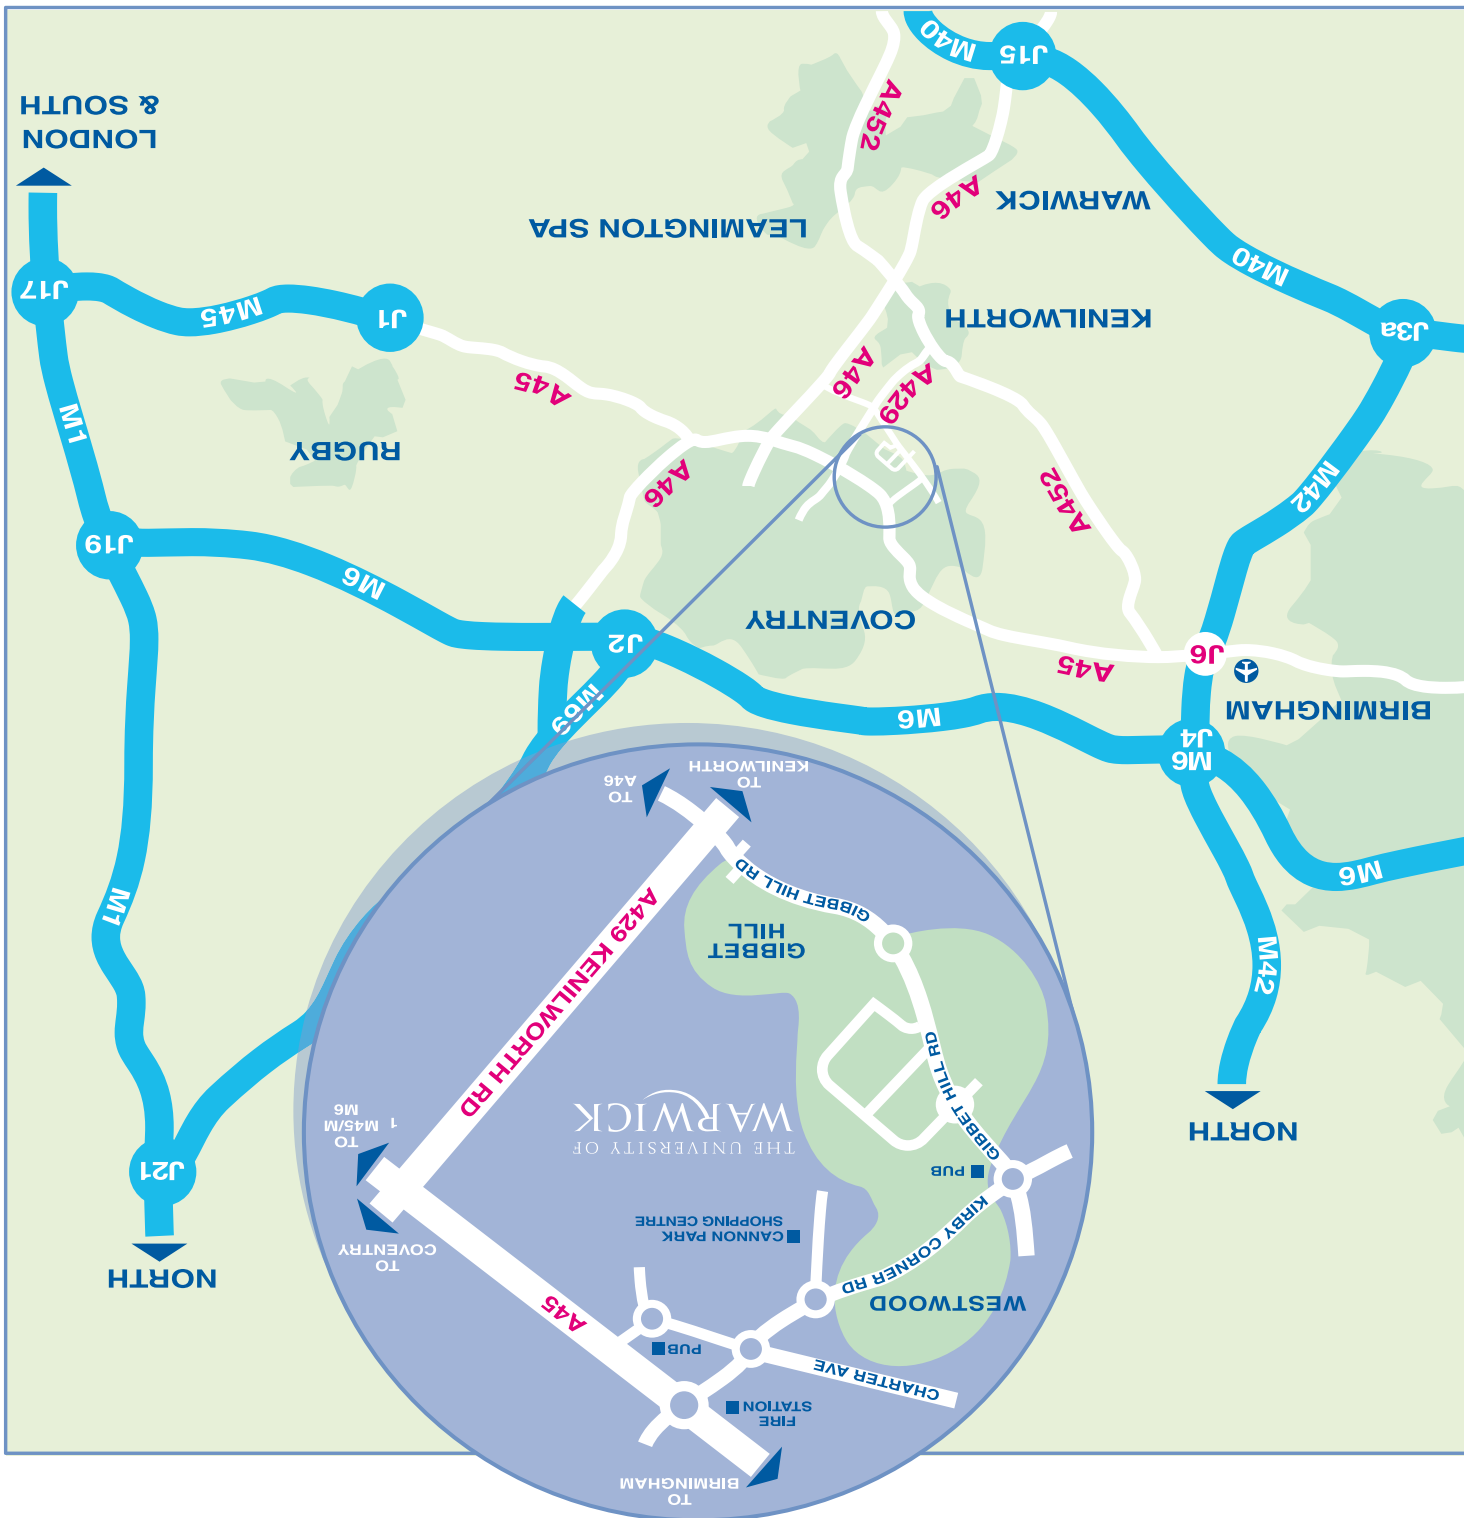 TO
BIRMINGHAM
FIRE
STATION
CHARTER AVE
PUB
A45
WESTWOOD
KIRBY CORNER RD
CANNON PARK
SHOPPING CENTRE
TO
COVENTRY
NORTH
NORTH
PUB
J21
TO
M45/M
1
M6
THE UNIVERSITY OF
WARWICK
GIBBET HILL RD
GIBBET HILL RD
A429 KENILWORTH RD
GIBBET
HILL
GIBBET HILL RD
M42
M1
M6
TO
KENILWORTH
TO
A46
M6
J4
M6
M69
BIRMINGHAM
J6
A45
J2
COVENTRY
M6
J19
A452
M42
A46
RUGBY
M1
A429
A46
A45
J3a
KENILWORTH
J1
M45
J17
M40
LEAMINGTON SPA
WARWICK
A46
A452
LONDON
& SOUTH
J15
M40